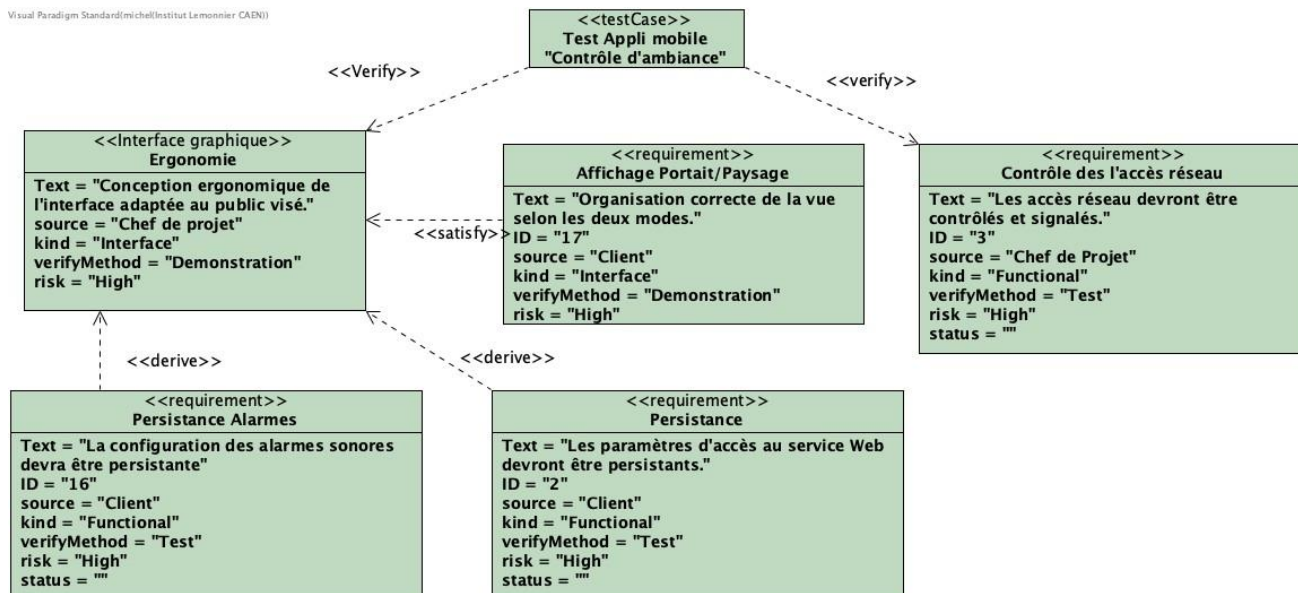 Visual Paradigm Standard(michel(Institut Lemonnier CAEN))
<<testCase>>
Test Appli mobile
"Contrôle d'ambiance"
<<Verify>>
<<verify>>
<<Interface graphique>>
Ergonomie
Text = "Conception ergonomique de
l'interface adaptée au public visé."
source = "Chef de projet"
kind = "Interface"
verifyMethod = "Demonstration"
risk = "High"
<<satisfy>>
<<requirement>>
Affichage Portait/Paysage
Text = "Organisation correcte de la vue
selon les deux modes."
ID = "17"
source = "Client"
kind = "Interface"
verifyMethod = "Demonstration"
risk = "High"
<<requirement>>
Contrôle des l'accès réseau
Text = "Les accès réseau devront être
contrôlés et signalés."
ID = "3"
source = "Chef de Projet"
kind = "Functional"
verifyMethod = "Test"
risk = "High"
status = ""
<<derive>>
<<derive>>
<<requirement>>
Persistance Alarmes
Text = "La configuration des alarmes sonores
devra être persistante"
ID = "16"
source = "Client"
kind = "Functional"
verifyMethod = "Test"
risk = "High"
status = ""
<<requirement>>
Persistance
Text = "Les paramètres d'accès au service Web
devront être persistants."
ID = "2"
source = "Client"
kind = "Functional"
verifyMethod = "Test"
risk = "High"
status = ""